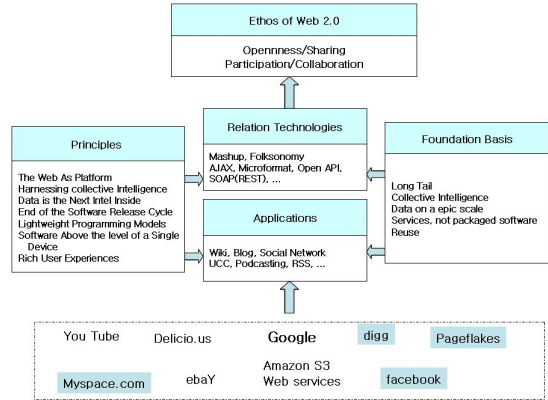 Ethos of Web 2.0
Opennness/Sharing
Participation/Collaboration
Principles
The Web As Platform
Harnessing collective Intelligence
Data is the Next Intel Inside
End of the Software Release Cycle
Lightweight Programming Models
Software Above the level of a Single
Device
Rich User Experiences
Relation Technologies
Mashup, Folksonomy
AJAX, Microformat, Open API,
SOAP(REST), ...
Foundation Basis
Long Tail
Collective Intelligence
Data on a epic scale
Services, not packaged software
Reuse
Applications
Wiki, Blog, Social Network
UCC, Podcasting, RSS, ...
You Tube
Delicio.us
Google
digg
Pageflakes
Myspace.com
ebaY
Amazon S3
Web services
facebook